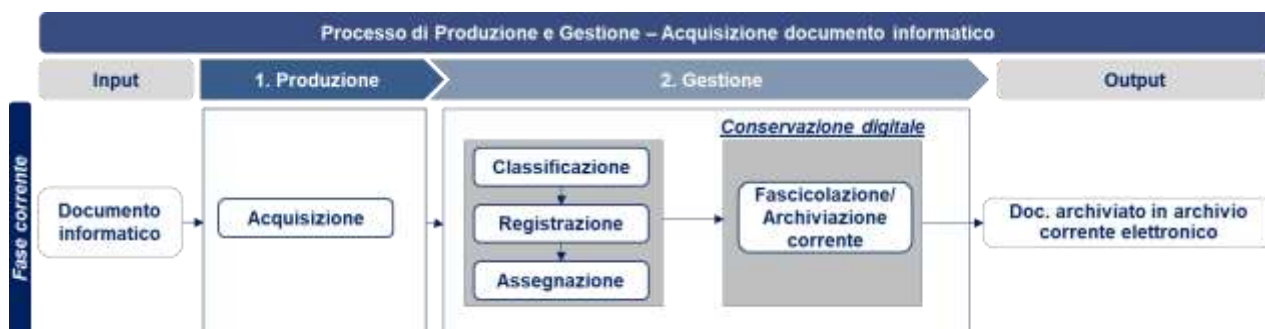 Processo di Produzione e Gestione – Acquisizione documento informatico
Input
1. Produzione
2. Gestione
Output
Fase corrente
Documento
informatico
Acquisizione
Classificazione
Registrazione
Assegnazione
Conservazione digitale
Fascicolazione/
Archiviazione
corrente
Doc. archiviato in archivio
corrente elettronico